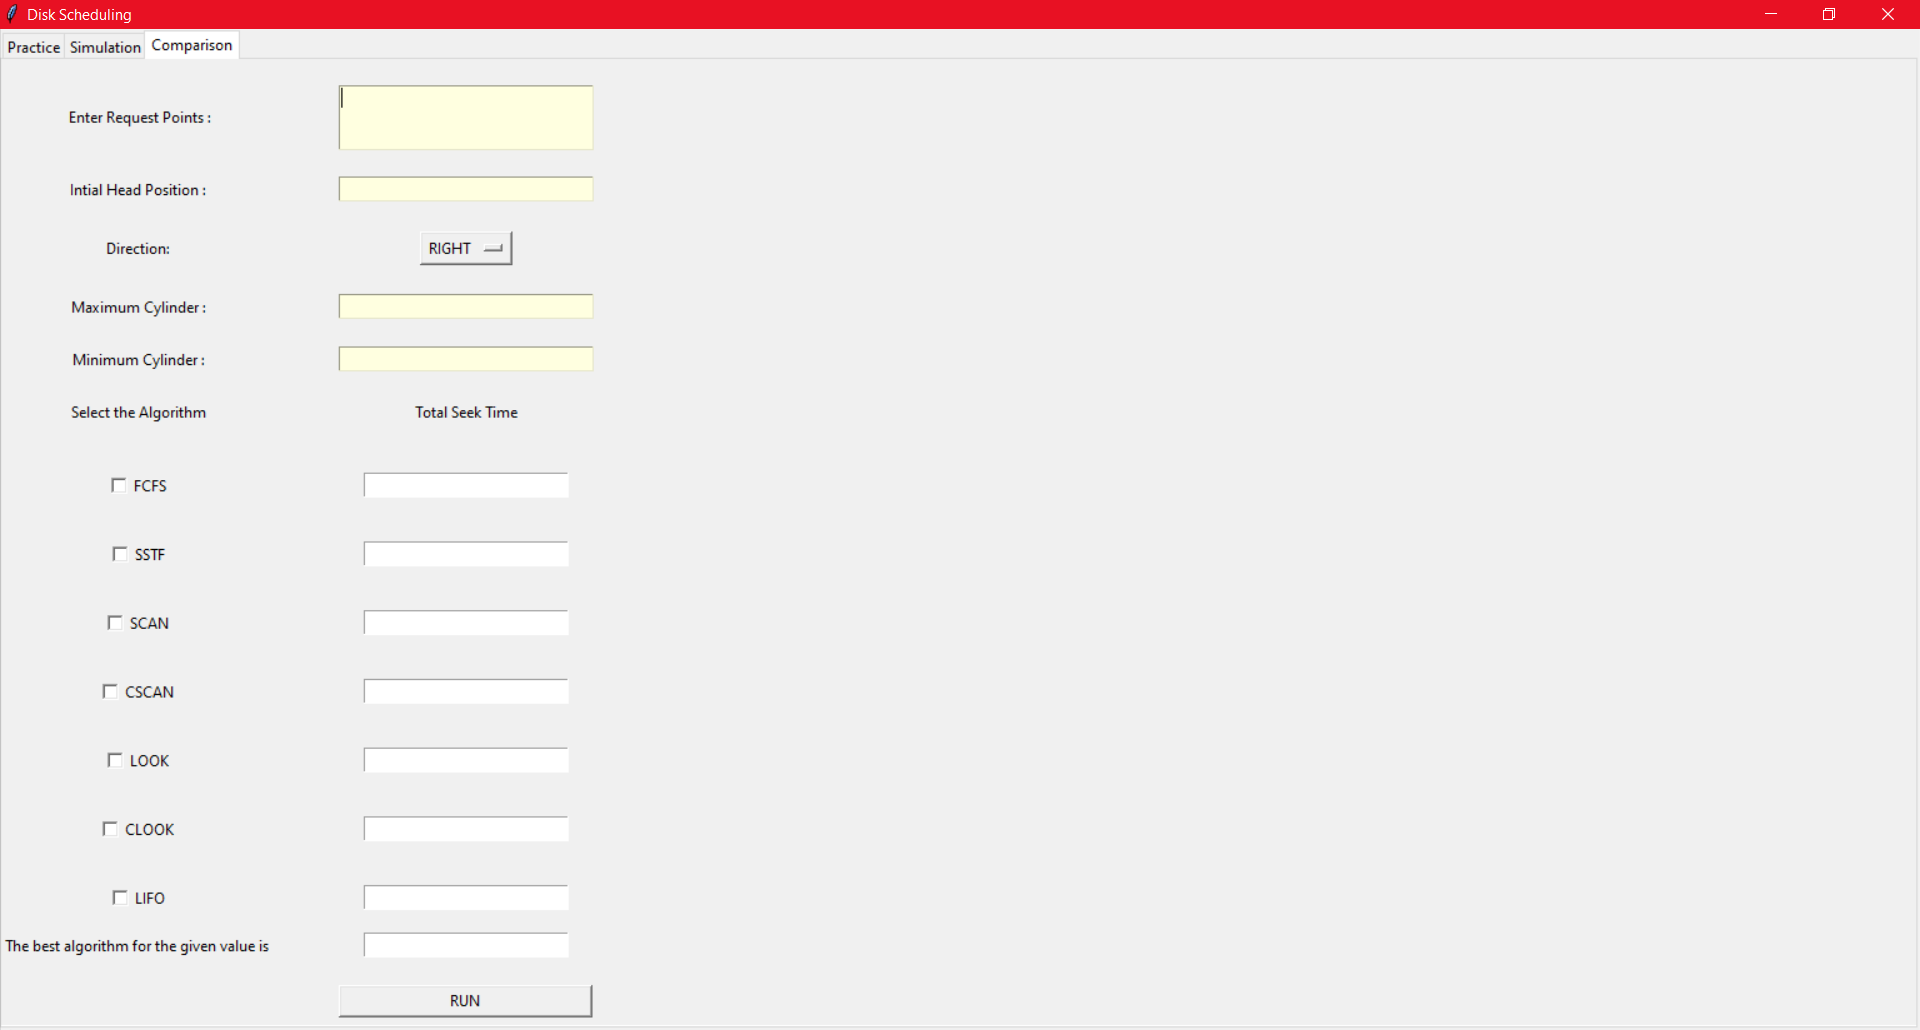 Disk Scheduling
Practice Simulation Comparison
Enter Request Points :
Intial Head Position :
Direction: RIGHT
Maximum Cylinder :
Minimum Cylinder :
Select the Algorithm Total Seek Time
FCFS
SSTF
SCAN
CSCAN
LOOK
CLOOK
LIFO
The best algorithm for the given value is
RUN